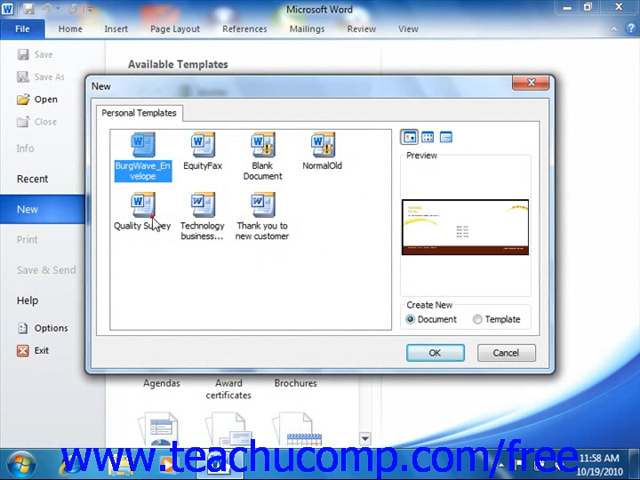 Microsoft Word
File Home Insert Page Layout References Mailings Review View
Save
Save As
Open
Close
Info
Recent
New
Print
Save & Send
Help
Options
Exit
Available Templates
New
Personal Templates
BurgWave_En
velope
EquityFax
Blank
Document
NormalOld
Quality Survey
Technology
business...
Thank you to
new customer
Preview
Create New
Document Template
OK Cancel
Agendas
Award
certificates
Brochures
www.teachucomp.com/free
11:58 AM
10/19/2010